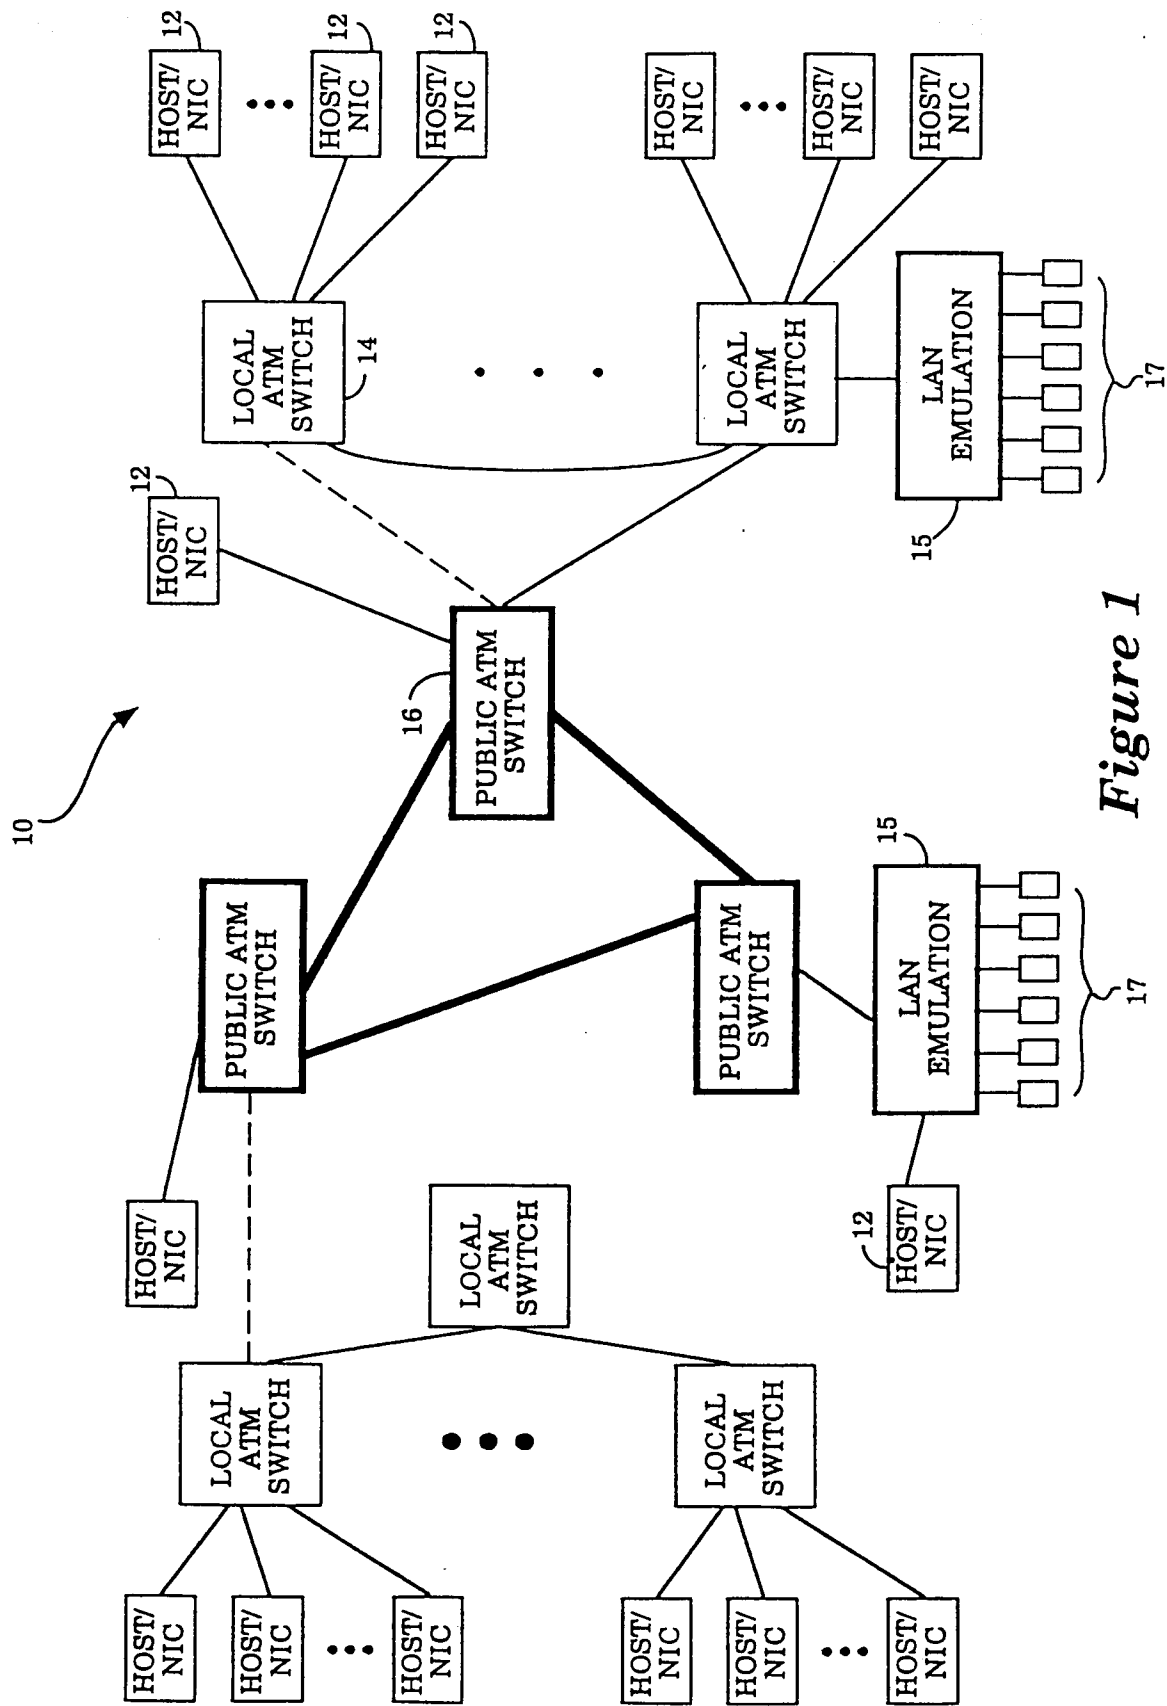 10
12
12
HOST/
NIC
HOST/
NIC
HOST/
NIC
HOST/
NIC
HOST/
NIC
PUBLIC ATM
SWITCH
LOCAL
ATM
SWITCH
LOCAL
ATM
SWITCH
14
12
HOST/
NIC
HOST/
NIC
12
HOST/
NIC
16
PUBLIC ATM
SWITCH
LOCAL
ATM
SWITCH
HOST/
NIC
HOST/
NIC
LOCAL
ATM
SWITCH
PUBLIC ATM
SWITCH
LOCAL
ATM
SWITCH
HOST/
NIC
HOST/
NIC
HOST/
NIC
12
HOST/
NIC
15
LAN
EMULATION
15
LAN
EMULATION
HOST/
NIC
17
17
Figure 1